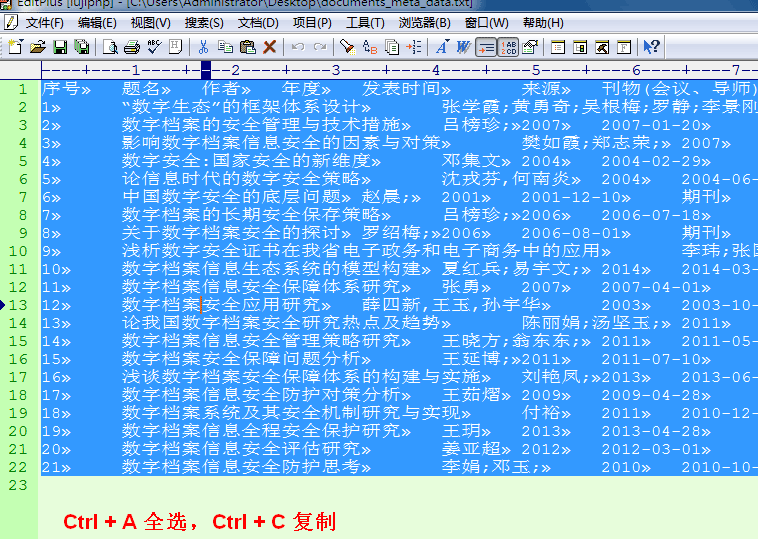 EditPlus [lujlphp] - [C:\Users\Administrator\Desktop\documents_meta_data.txt]
文件(F) 编辑(E) 视图(V) 搜索(S) 文档(D) 项目(P) 工具(T) 浏览器(B) 窗口(W) 帮助(H)
----+----1----+----2----+----3----+----4----+----5----+----6----+----7--
1 序号» 题名» 作者» 年度» 发表时间» 来源» 刊物(会议、导师)
2 1» “数字生态”的框架体系设计» 张学霞;黄勇奇;吴根梅;罗静;李景刚
3 2» 数字档案的安全管理与技术措施» 吕榜珍;»2007» 2007-01-20»
4 3» 影响数字档案信息安全的因素与对策» 樊如霞;郑志荣;» 2007»
5 4» 数字安全:国家安全的新维度» 邓集文» 2004» 2004-02-29»
6 5» 论信息时代的数字安全策略» 沈戎芬,何南炎» 2004» 2004-06-
7 6» 中国数字安全的底层问题» 赵晨;» 2001» 2001-12-10» 期刊»
8 7» 数字档案的长期安全保存策略» 吕榜珍;»2006» 2006-07-18»
9 8» 关于数字档案安全的探讨» 罗绍梅;»2006» 2006-08-01» 期刊»
10 9» 浅析数字安全证书在我省电子政务和电子商务中的应用» 李玮;张国
11 10» 数字档案信息生态系统的模型构建» 夏红兵;易宇文;» 2014» 2014-03-
12 11» 数字档案信息安全保障体系研究» 张勇» 2007» 2007-04-01»
13 12» 数字档案安全应用研究» 薛四新,王玉,孙宇华» 2003» 2003-10-
14 13» 论我国数字档案安全研究热点及趋势» 陈丽娟;汤坚玉;» 2011»
15 14» 数字档案信息安全管理策略研究» 王晓方;翁东东;» 2011» 2011-05-
16 15» 数字档案安全保障问题分析» 王延博;»2011» 2011-07-10»
17 16» 浅谈数字档案安全保障体系的构建与实施» 刘艳凤;»2013» 2013-06-
18 17» 数字档案信息安全防护对策分析» 王茹熠» 2009» 2009-04-28»
19 18» 数字档案系统及其安全机制研究与实现» 付裕» 2011» 2010-12-
20 19» 数字档案信息全程安全保护研究» 王玥» 2013» 2013-04-28»
21 20» 数字档案信息安全评估研究» 姜亚超» 2012» 2012-03-01»
22 21» 数字档案信息安全防护思考» 李娟;邓玉;» 2010» 2010-10-
23
Ctrl + A 全选，Ctrl + C 复制